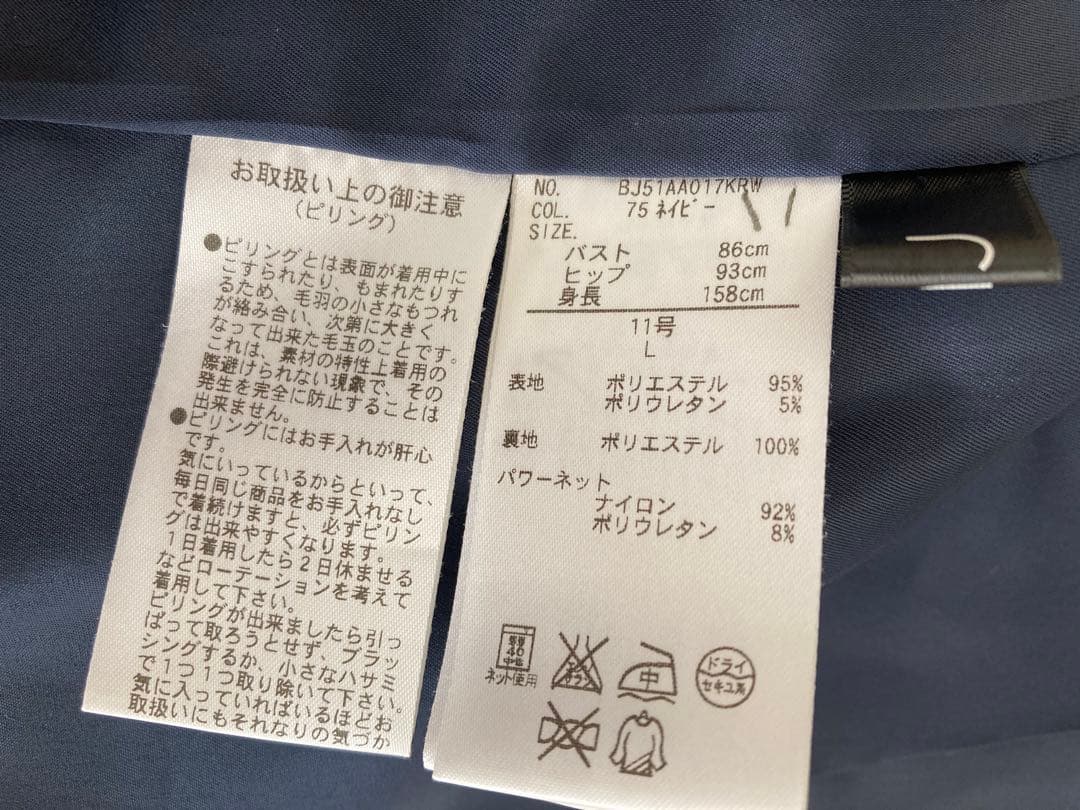 お取扱い上の御注意
(ピリング)
●ピリングとは表面が着用中に
こすられたり、もまれたりす
るため、毛羽の小さなもつれ
が絡み合い、次第に大きく
なって出来た毛玉のことです。
これは、素材の特性上着用の
際避けられない現象で、その
発生を完全に防止することは
出来ません。
●ピリングにはお手入れが肝心
です。
気にいっているからといって、
毎日同じ商品をお手入れなし
で着続けますと、必ずピリン
グは出来やすくなります。
1日着用したら2日休ませる
などローテーションを考えて
着用して下さい。
ピリングが出来ましたら引っ
ぱって取ろうとせず、ブラッ
シングするか、小さなハサミ
で1つ1つ取り除いて下さい。
気に入っていればいるほどお
取扱いにもそれなりの気づか
NO. BJ51AA017KRW
COL. 75 ネイビー
SIZE.
バスト 86cm
ヒップ 93cm
身長 158cm
11号
L
表地 ポリエステル 95%
ポリウレタン 5%
裏地 ポリエステル 100%
パワーネット
ナイロン 92%
ポリウレタン 8%
40
中性
ネット使用
中
ドライ
セキユ系